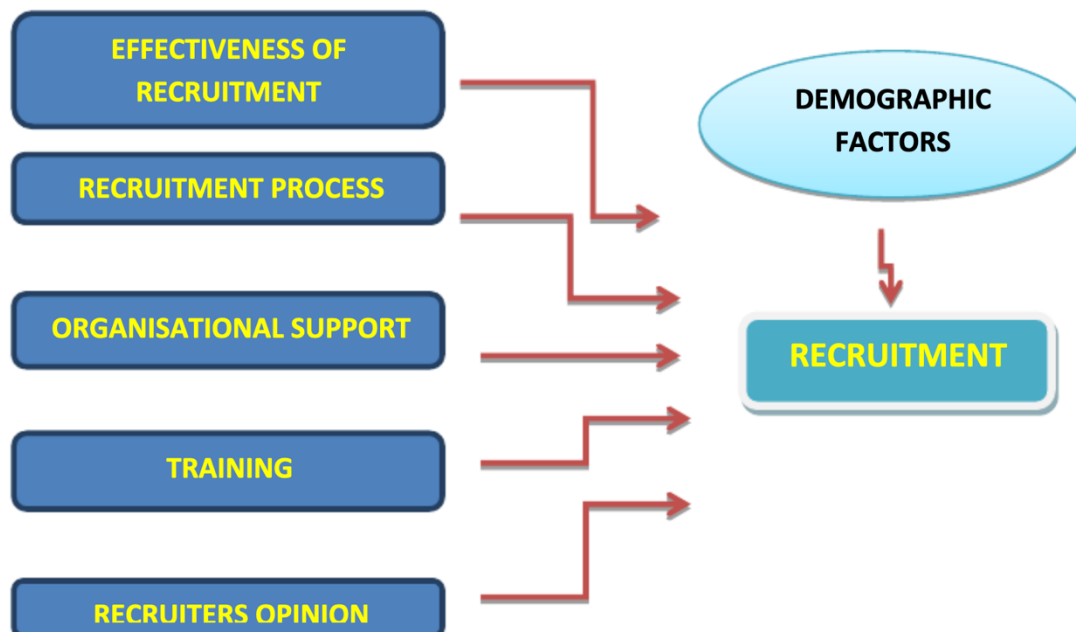 EFFECTIVENESS OF
RECRUITMENT
RECRUITMENT PROCESS
ORGANISATIONAL SUPPORT
TRAINING
RECRUITERS OPINION
DEMOGRAPHIC
FACTORS
RECRUITMENT